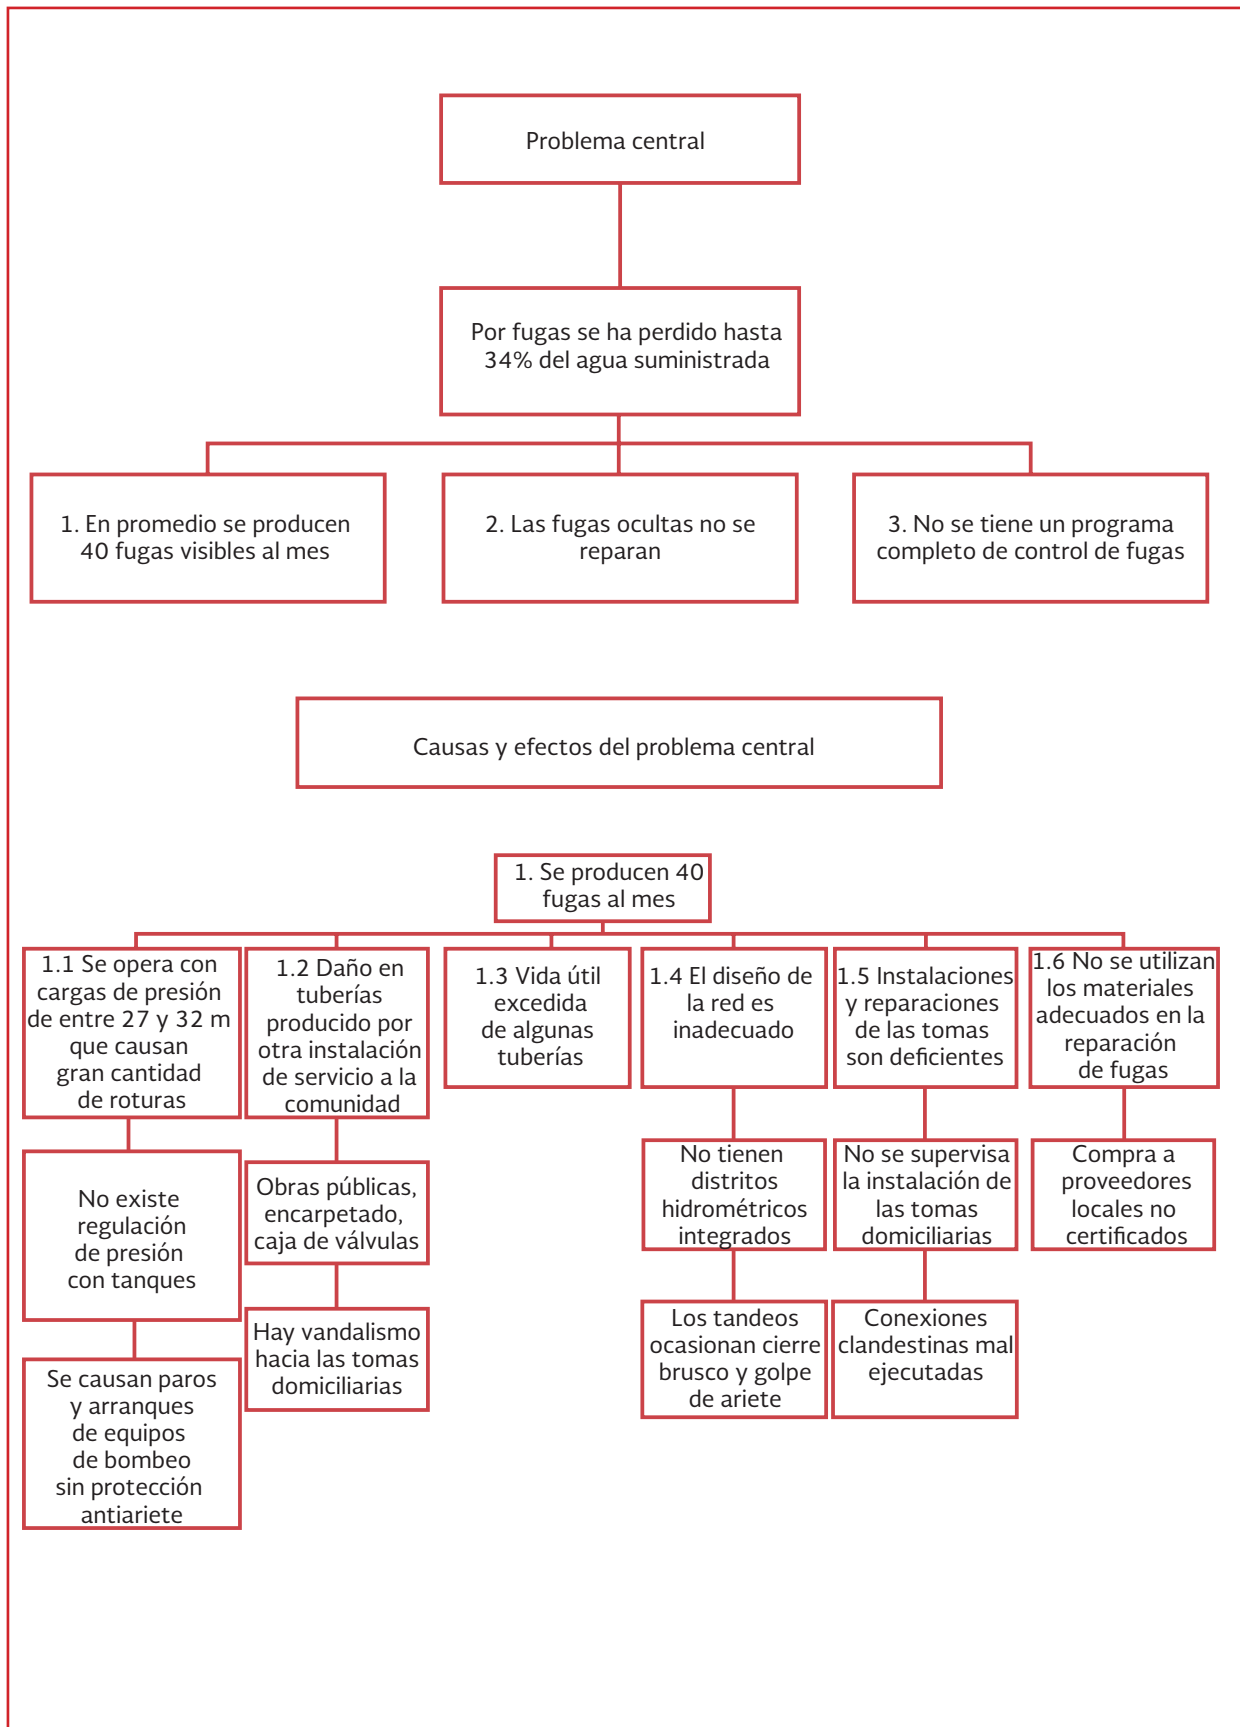 Problema central
Por fugas se ha perdido hasta
34% del agua suministrada
1. En promedio se producen
40 fugas visibles al mes
2. Las fugas ocultas no se
reparan
3. No se tiene un programa
completo de control de fugas
Causas y efectos del problema central
1. Se producen 40
fugas al mes
1.1 Se opera con
cargas de presión
de entre 27 y 32 m
que causan
gran cantidad
de roturas
1.2 Daño en
tuberías
producido por
otra instalación
de servicio a la
comunidad
1.3 Vida útil
excedida
de algunas
tuberías
1.4 El diseño de
la red es
inadecuado
1.5 Instalaciones
y reparaciones
de las tomas
son deficientes
1.6 No se utilizan
los materiales
adecuados en la
reparación
de fugas
No existe
regulación
de presión
con tanques
Obras públicas,
encarpetado,
caja de válvulas
No tienen
distritos
hidrométricos
integrados
No se supervisa
la instalación de
las tomas
domiciliarias
Compra a
proveedores
locales no
certificados
Se causan paros
y arranques
de equipos
de bombeo
sin protección
antiariete
Hay vandalismo
hacia las tomas
domiciliarias
Los tandeos
ocasionan cierre
brusco y golpe
de ariete
Conexiones
clandestinas mal
ejecutadas